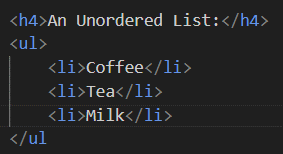 <h4>An Unordered List:</h4>
<ul>
    <li>Coffee</li>
    <li>Tea</li>
    <li>Milk</li>
</ul